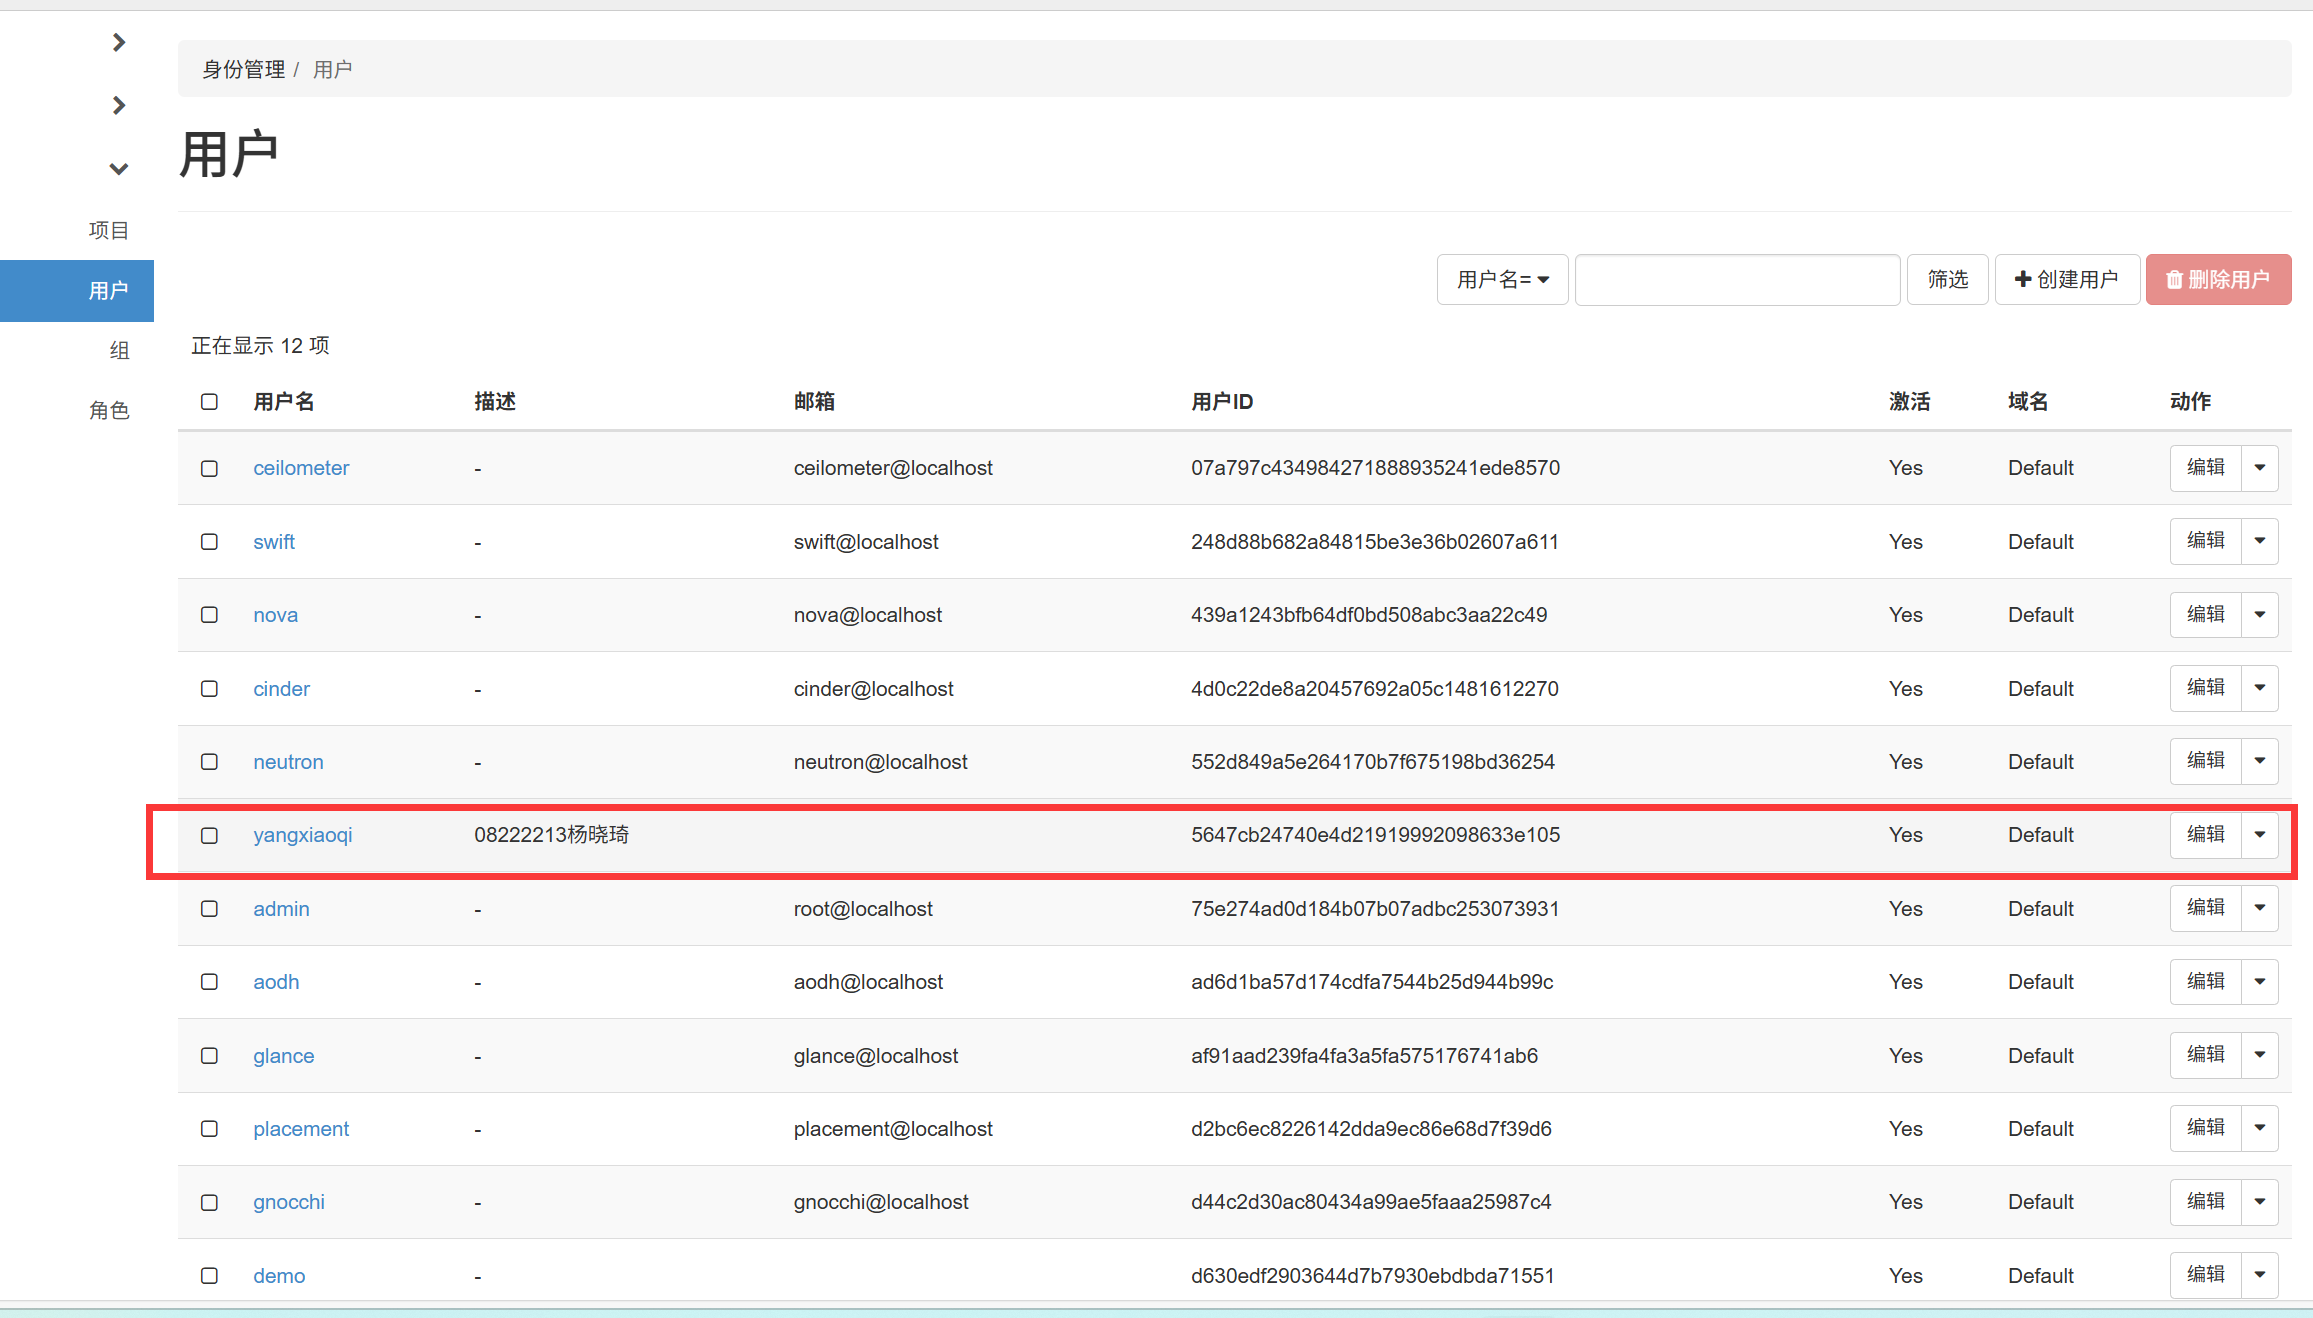 身份管理 / 用户
用户
项目
用户
组
角色
用户名= 筛选 创建用户 删除用户
正在显示 12 项
用户名 描述 邮箱 用户ID 激活 域名 动作
ceilometer - ceilometer@localhost 07a797c434984271888935241ede8570 Yes Default 编辑
swift - swift@localhost 248d88b682a84815be3e36b02607a611 Yes Default 编辑
nova - nova@localhost 439a1243bfb64df0bd508abc3aa22c49 Yes Default 编辑
cinder - cinder@localhost 4d0c22de8a20457692a05c1481612270 Yes Default 编辑
neutron - neutron@localhost 552d849a5e264170b7f675198bd36254 Yes Default 编辑
yangxiaoqi 08222213杨晓琦 5647cb24740e4d21919992098633e105 Yes Default 编辑
admin - root@localhost 75e274ad0d184b07b07adbc253073931 Yes Default 编辑
aodh - aodh@localhost ad6d1ba57d174cdfa7544b25d944b99c Yes Default 编辑
glance - glance@localhost af91aad239fa4fa3a5fa575176741ab6 Yes Default 编辑
placement - placement@localhost d2bc6ec8226142dda9ec86e68d7f39d6 Yes Default 编辑
gnocchi - gnocchi@localhost d44c2d30ac80434a99ae5faaa25987c4 Yes Default 编辑
demo - d630edf2903644d7b7930ebdbda71551 Yes Default 编辑